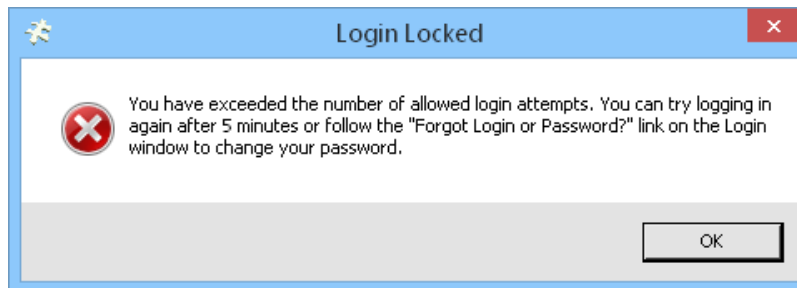 Login Locked
You have exceeded the number of allowed login attempts. You can try logging in
again after 5 minutes or follow the "Forgot Login or Password?" link on the Login
window to change your password.
OK